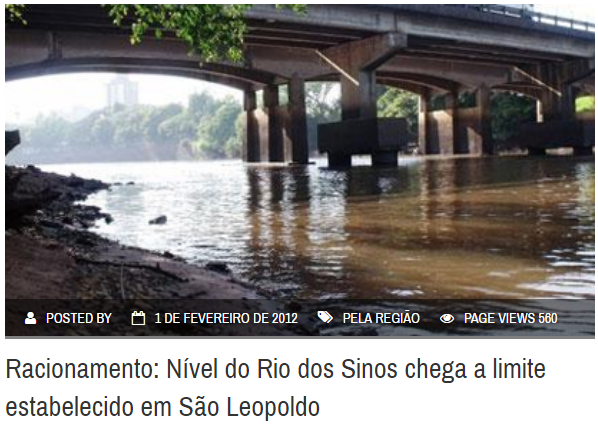 POSTED BY 1 DE FEVEREIRO DE 2012 PELA REGIÃO PAGE VIEWS 560
Racionamento: Nível do Rio dos Sinos chega a limite
estabelecido em São Leopoldo